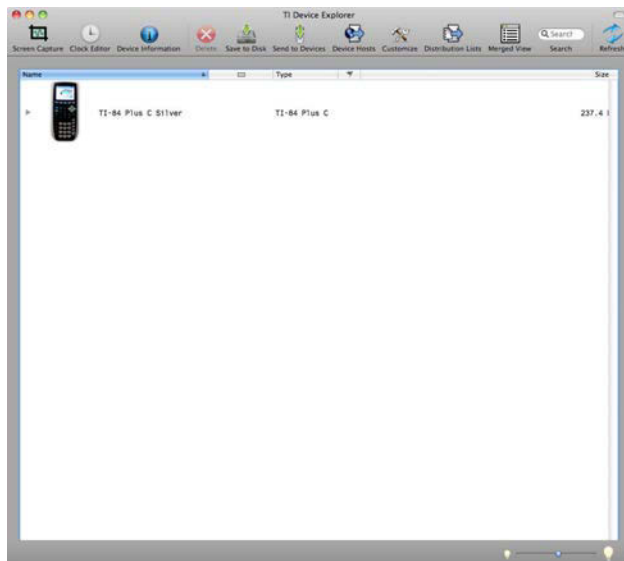 TI Device Explorer
Screen Capture Clock Editor Device Information Delete Save to Disk Send to Devices Device Hosts Customize Distribution Lists Merged View Search Refresh
Search
Name Type Size
TI-84 Plus C Silver TI-84 Plus C 237.4